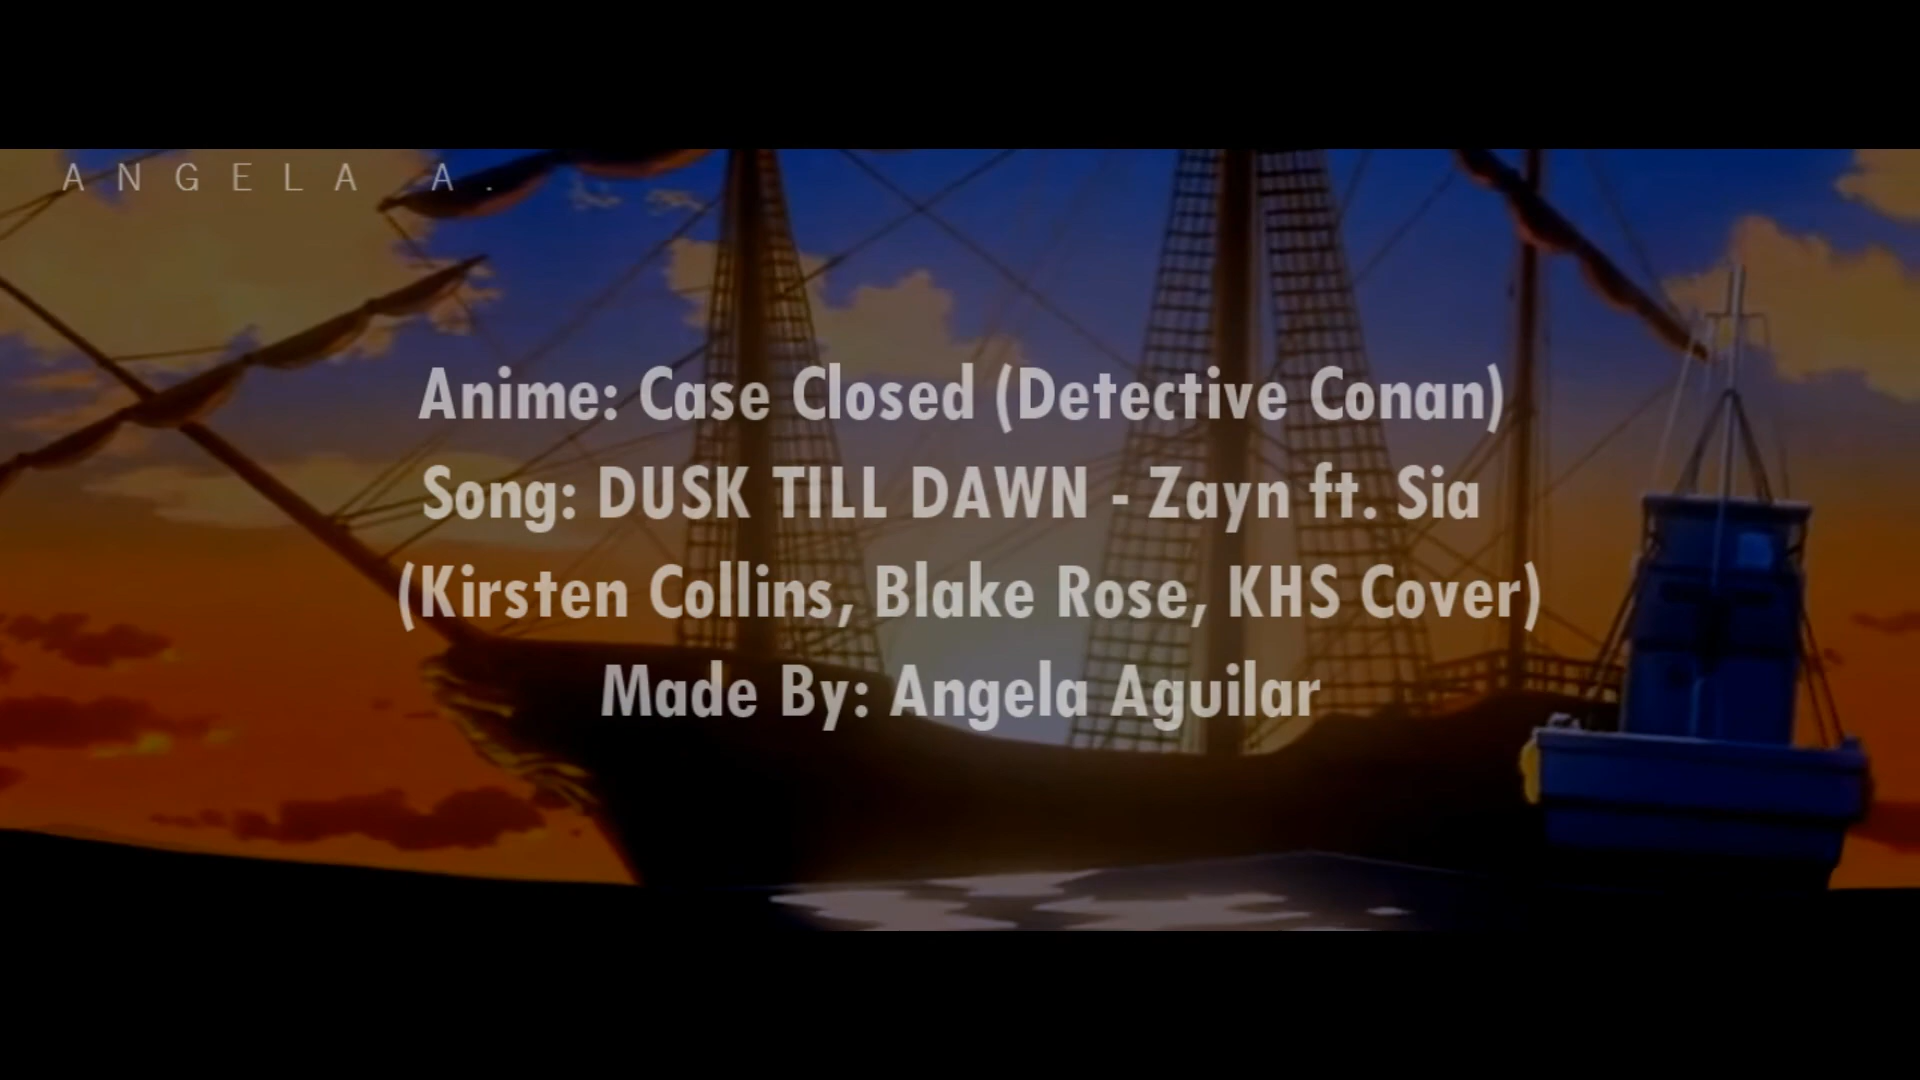 ANGELA A.
Anime: Case Closed (Detective Conan)
Song: DUSK TILL DAWN - Zayn ft. Sia
(Kirsten Collins, Blake Rose, KHS Cover)
Made By: Angela Aguilar